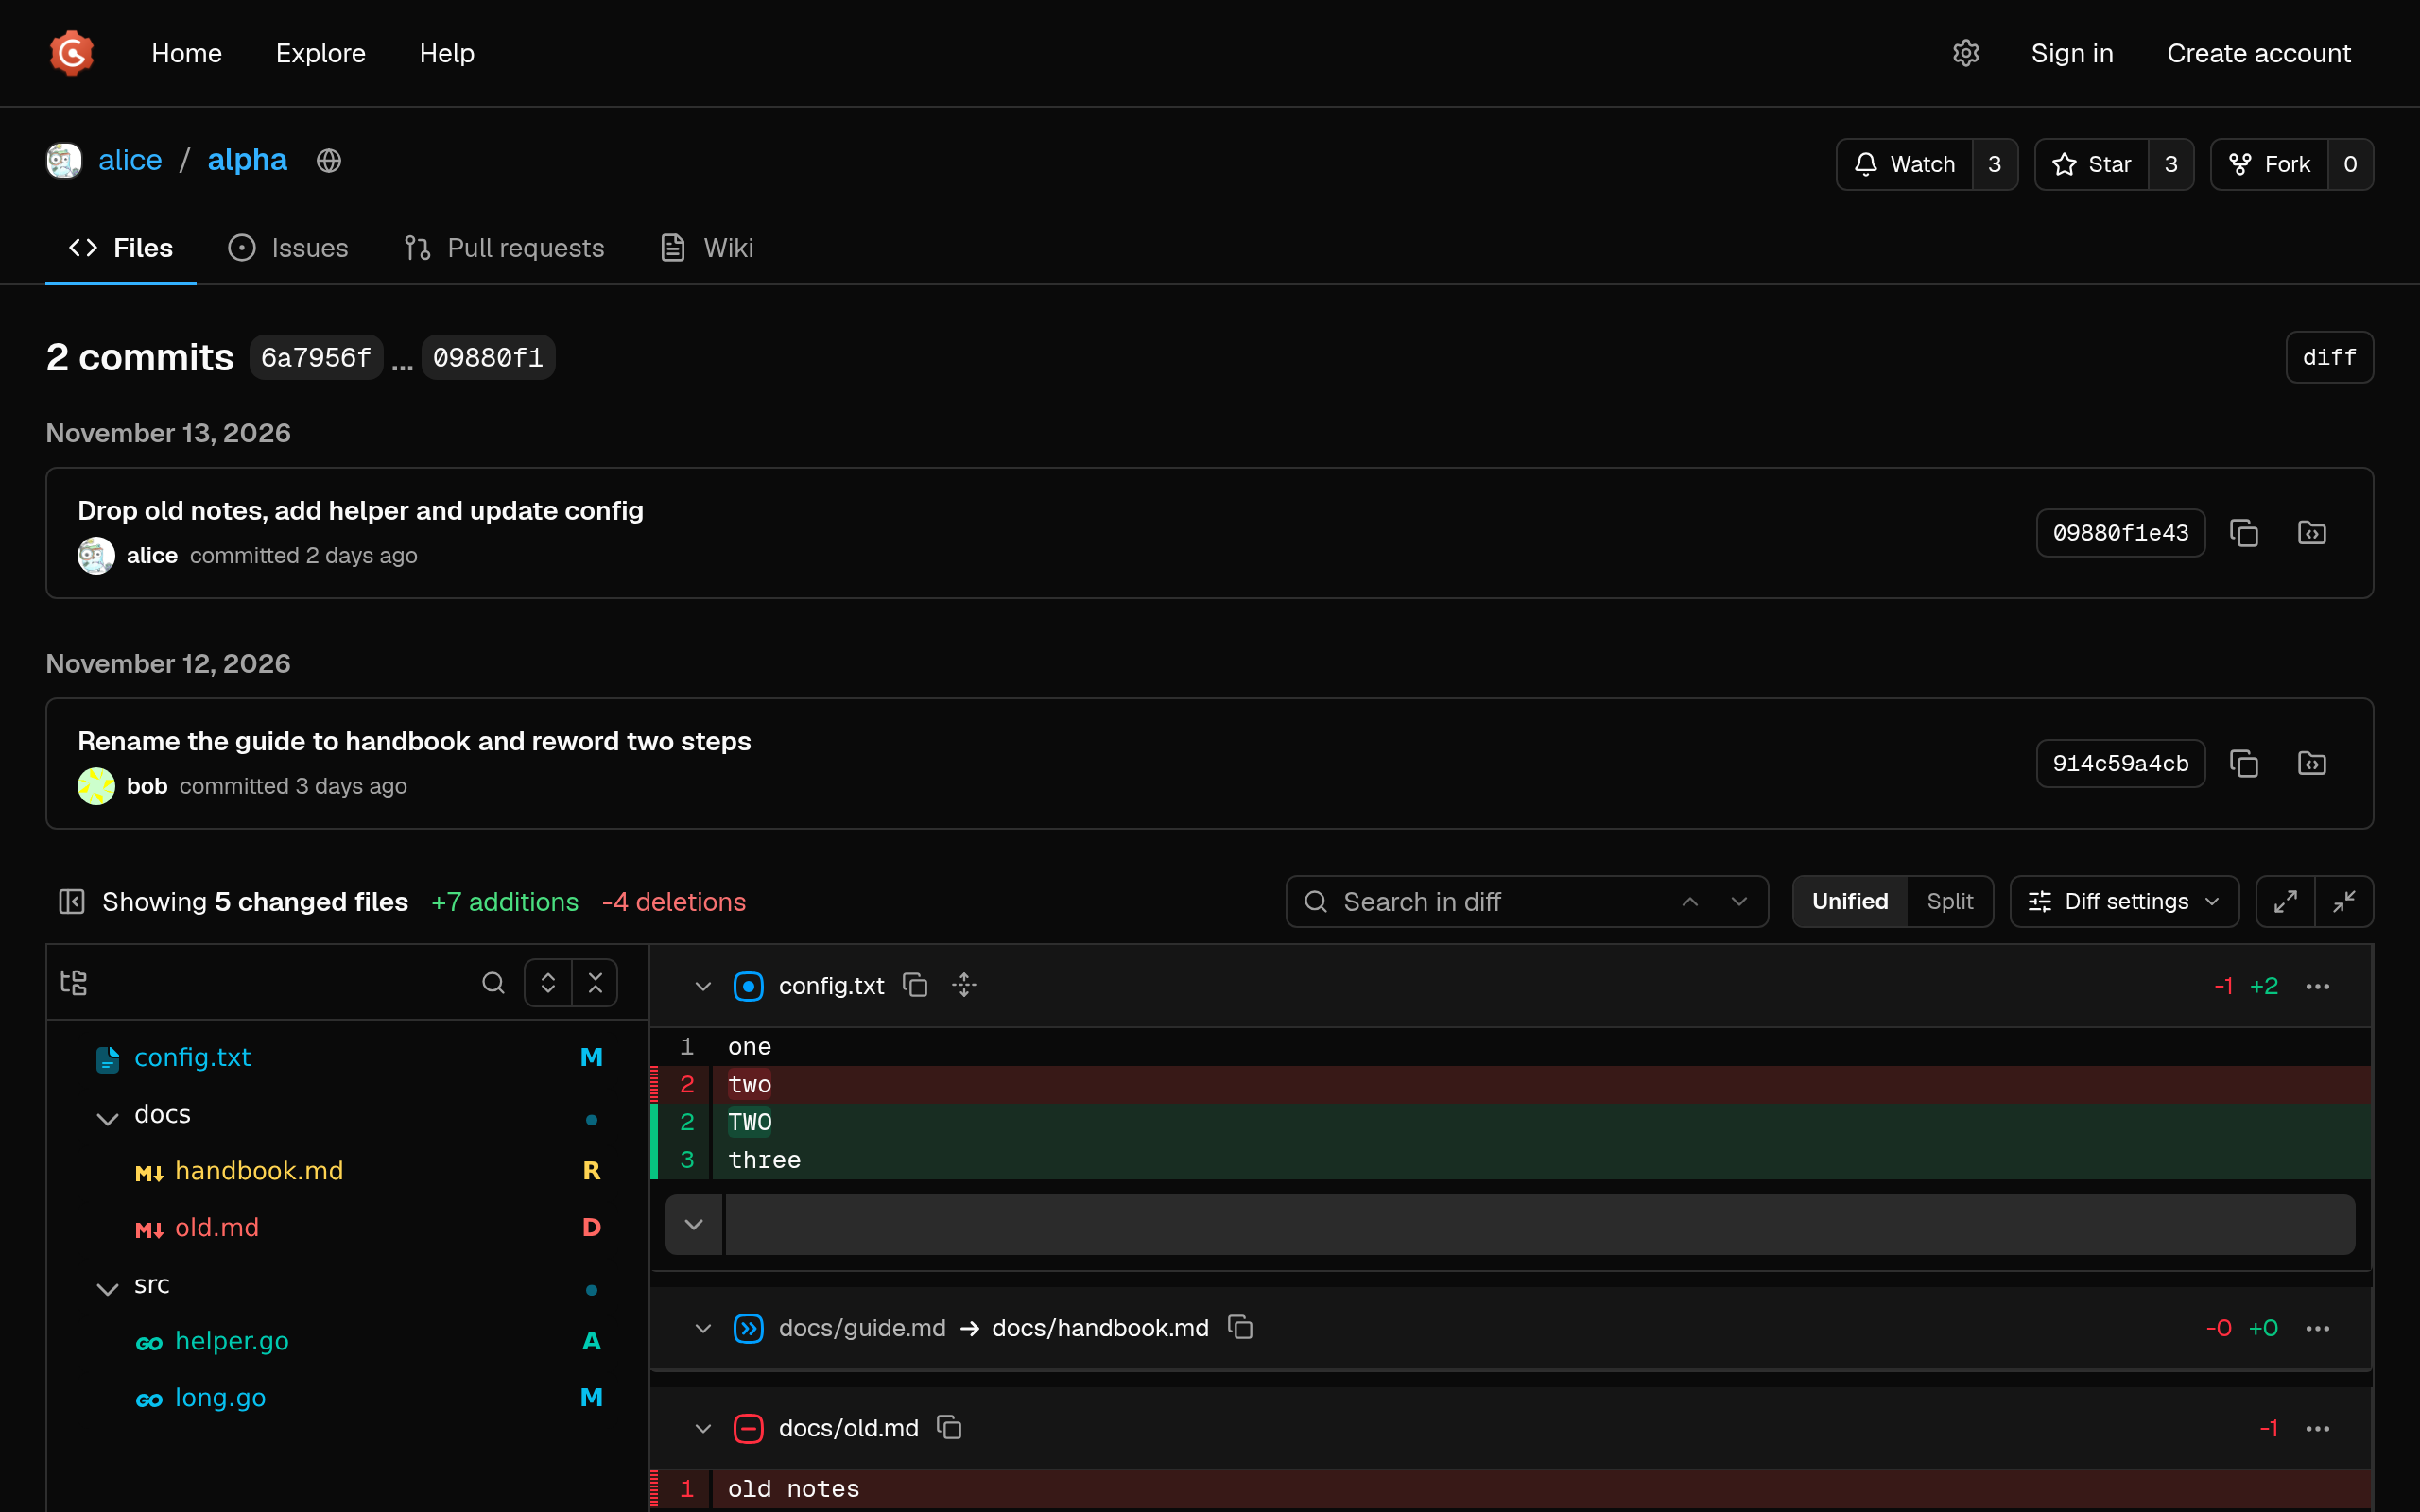 Home Explore Help Sign in Create account
alice / alpha Watch 3 Star 3 Fork 0
Files Issues Pull requests Wiki
2 commits 6a7956f ... 09880f1 diff
November 13, 2026
Drop old notes, add helper and update config
alice committed 2 days ago 09880f1e43
November 12, 2026
Rename the guide to handbook and reword two steps
bob committed 3 days ago 914c59a4cb
Showing 5 changed files +7 additions -4 deletions Search in diff Unified Split Diff settings
config.txt -1 +2
config.txt M
docs
handbook.md R
old.md D
src
helper.go A
long.go M
1 one
2 two
2 TWO
3 three
docs/guide.md → docs/handbook.md -0 +0
docs/old.md -1
1 old notes